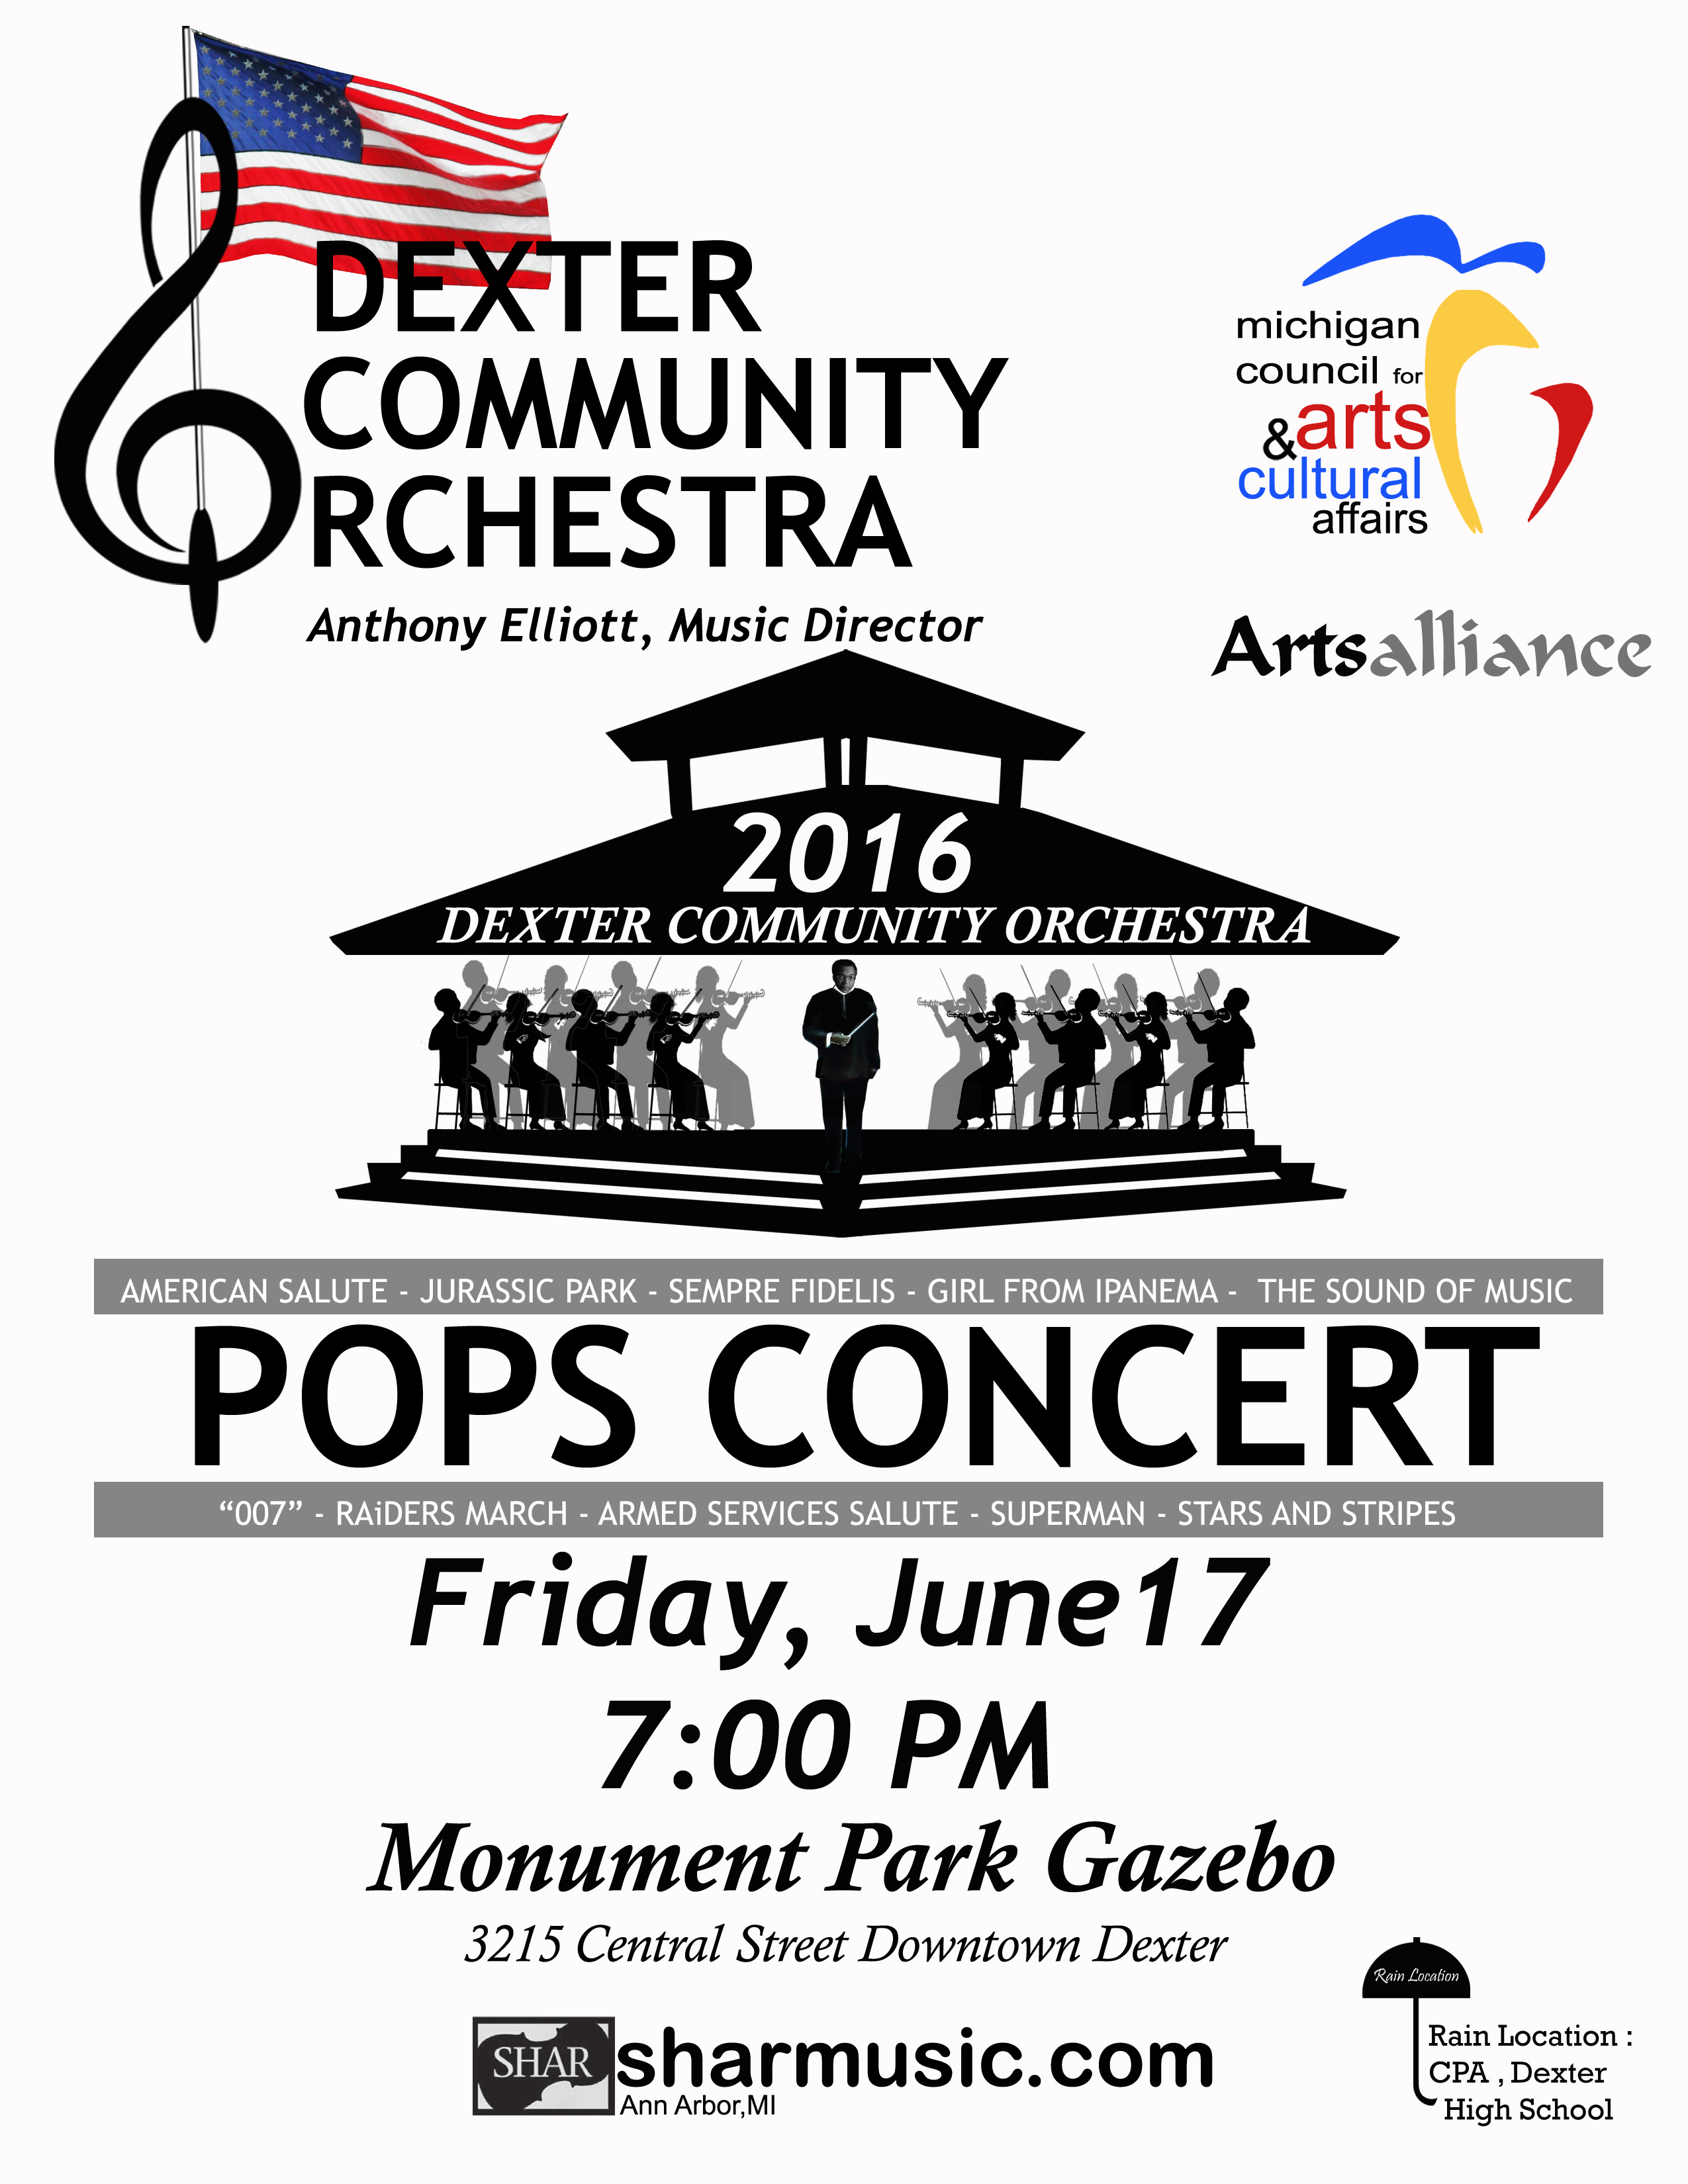 DEXTER
COMMUNITY
RCHESTRA
Anthony Elliott, Music Director
michigan
council for
&arts
cultural
affairs
Artsalliance
2016
DEXTER COMMUNITY ORCHESTRA
AMERICAN SALUTE - JURASSIC PARK - SEMPRE FIDELIS - GIRL FROM IPANEMA - THE SOUND OF MUSIC
POPS CONCERT
“007” - RAiDERS MARCH - ARMED SERVICES SALUTE - SUPERMAN - STARS AND STRIPES
Friday, June17
7:00 PM
Monument Park Gazebo
3215 Central Street Downtown Dexter
SHAR sharmusic.com
Ann Arbor,MI
Rain Location
Rain Location :
CPA , Dexter
High School